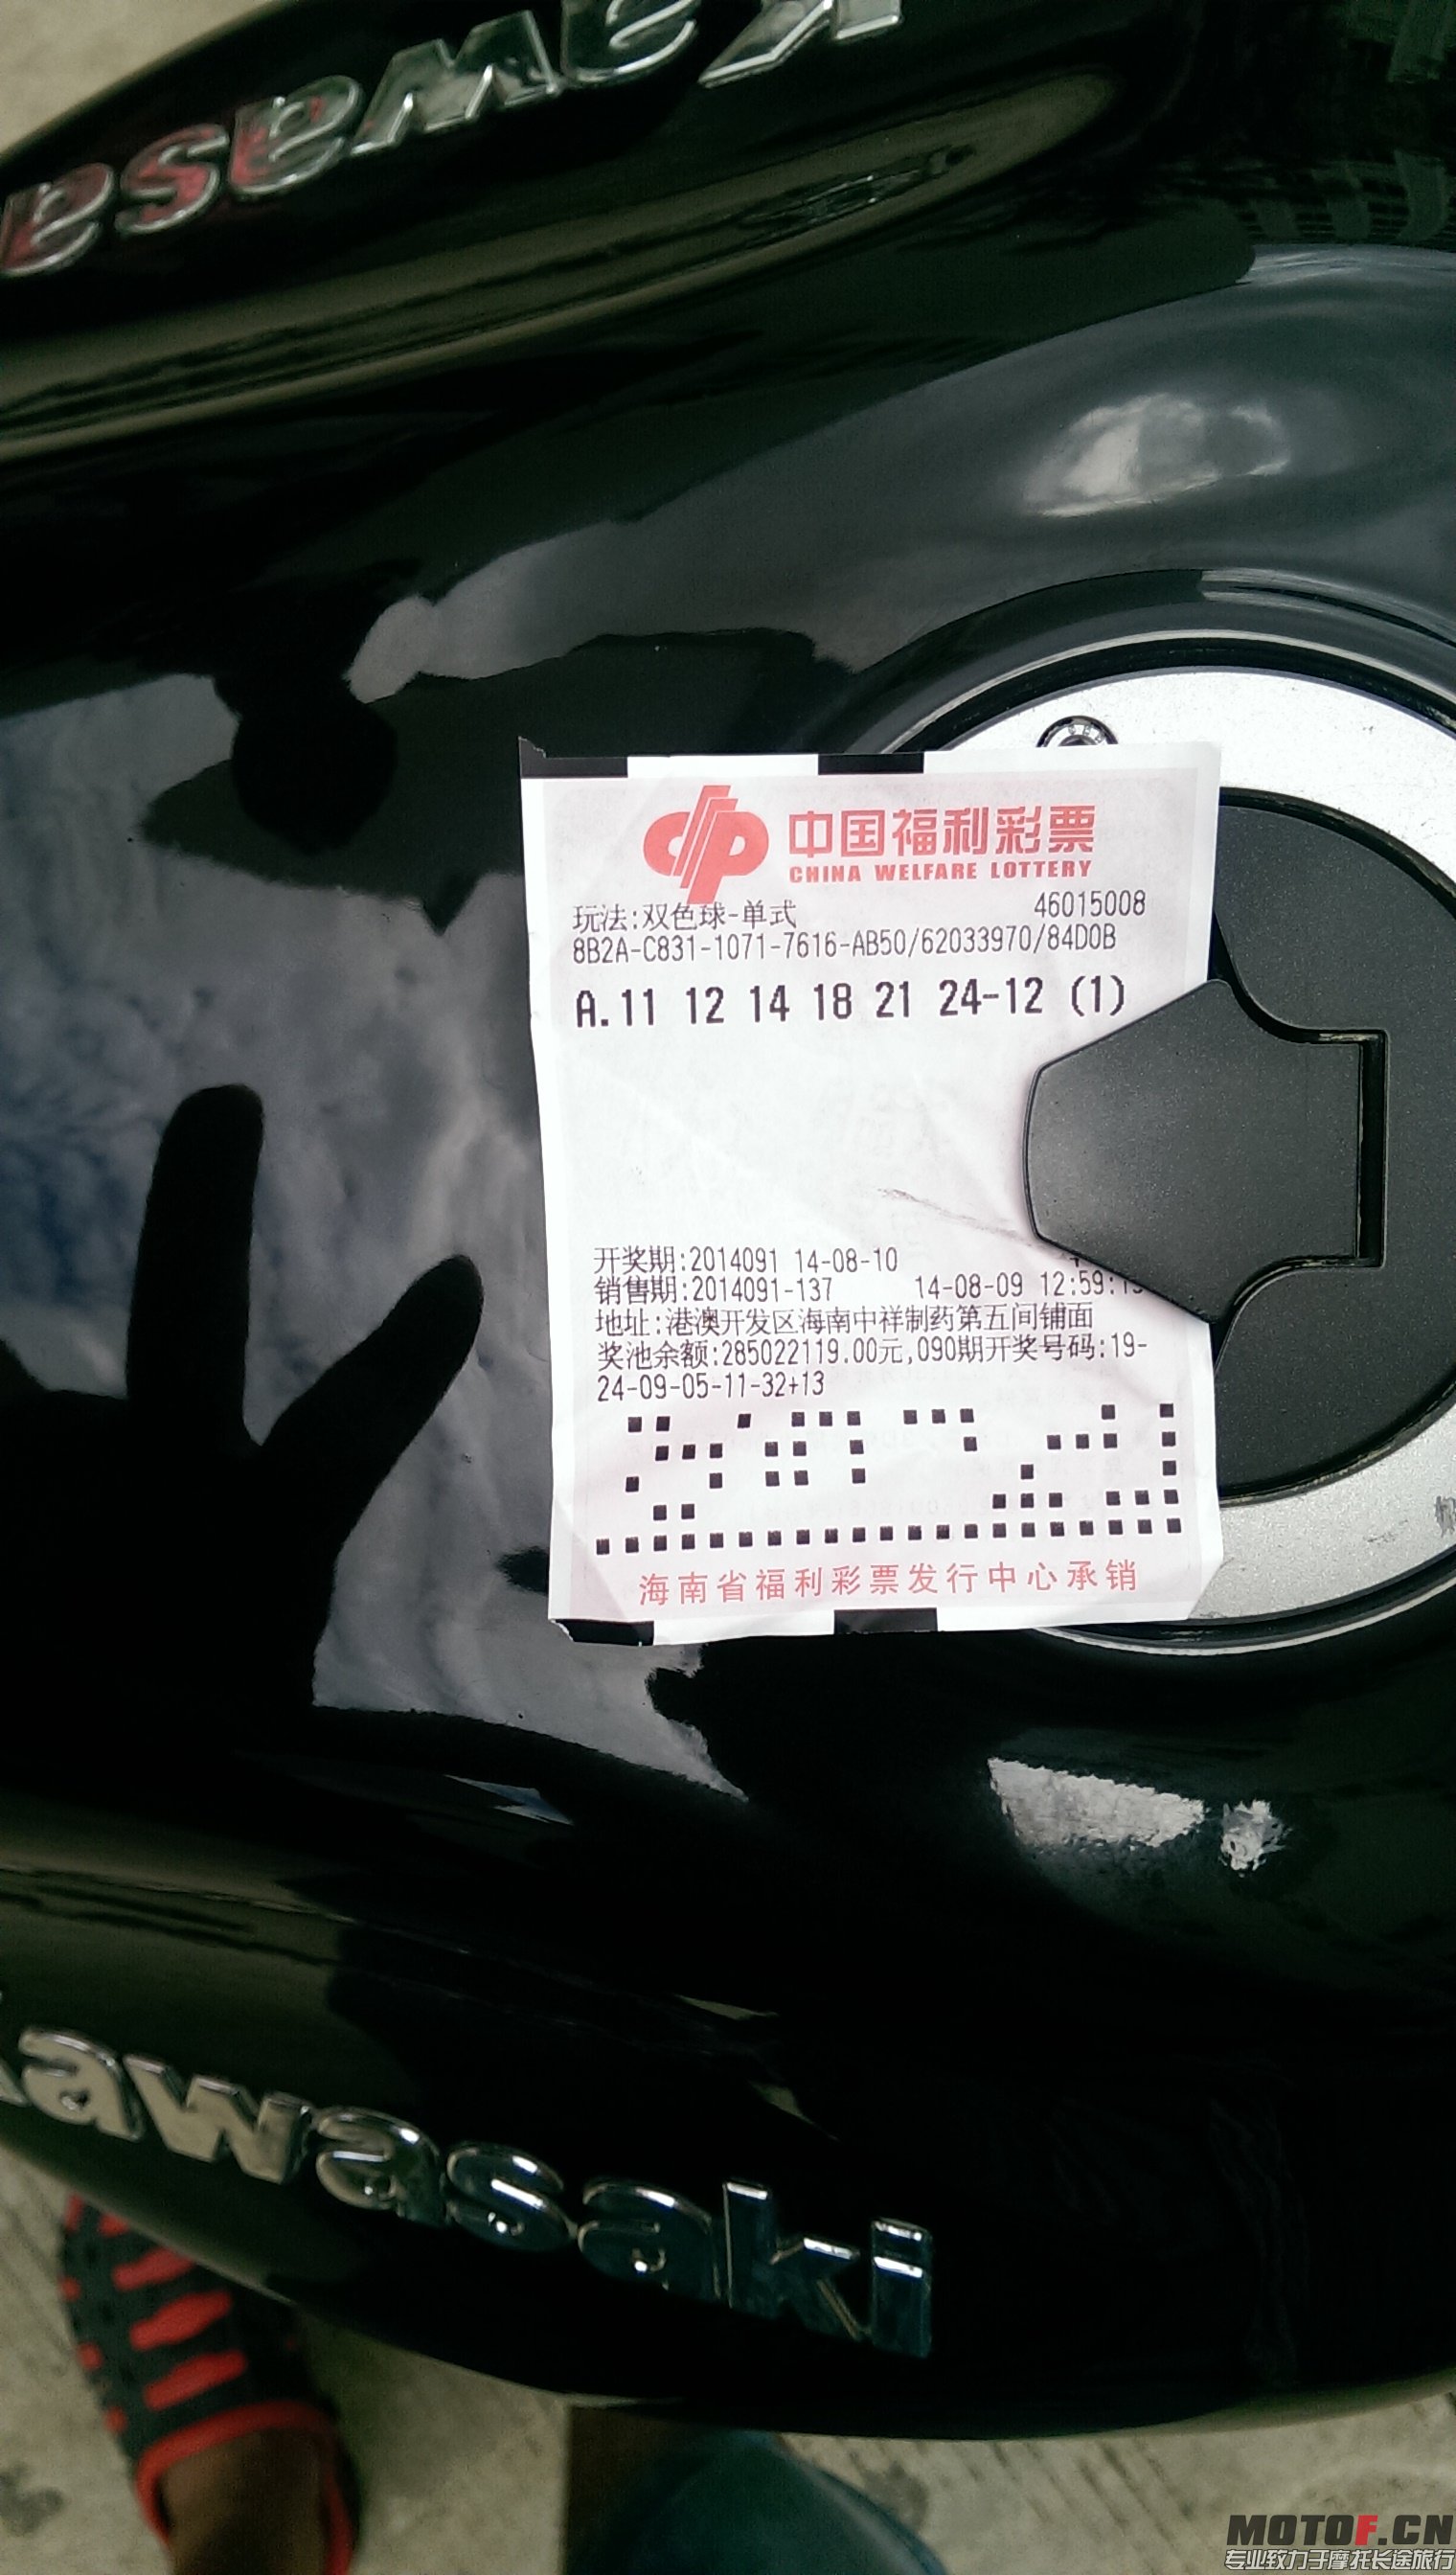 Kawasa
中国福利彩票
CHINA WELFARE LOTTERY
玩法:双色球-单式 46015008
8B2A-C831-1071-7616-AB50/62033970/84D0B
A.11 12 14 18 21 24-12 (1)
开奖期:2014091 14-08-10
销售期:2014091-137 14-08-09 12:59:
地址:港澳开发区海南中祥制药第五间铺面
奖池余额:285022119.00元,090期开奖号码:19-
24-09-05-11-32+13
海南省福利彩票发行中心承销
awasaki
MOTOF.CN
专业致力于摩托长途旅行